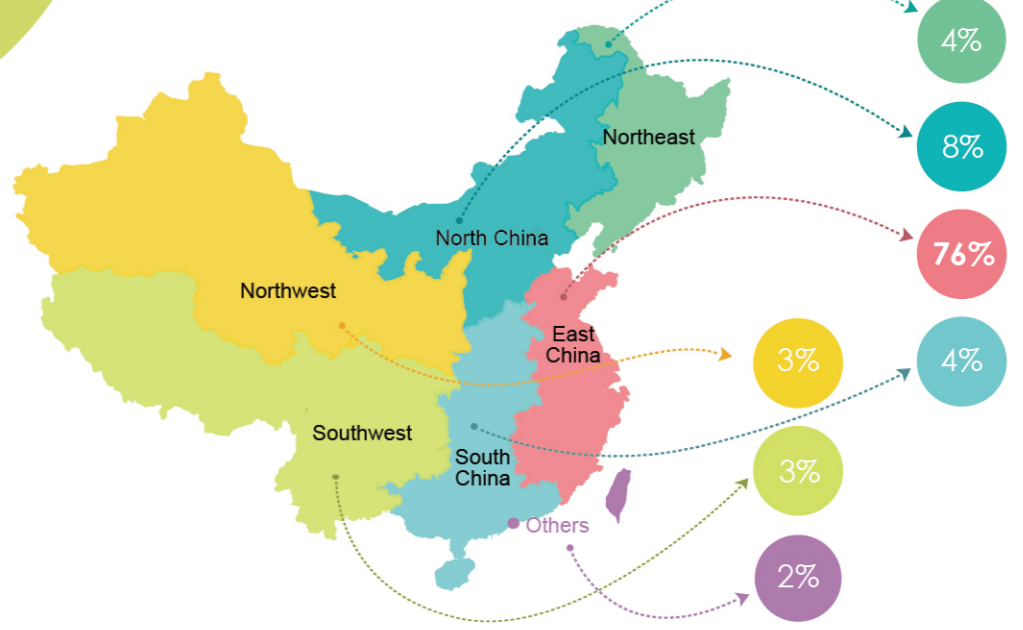 4%
Northeast
8%
North China
76%
Northwest
East
China
3%
4%
Southwest
South
China
3%
Others
2%